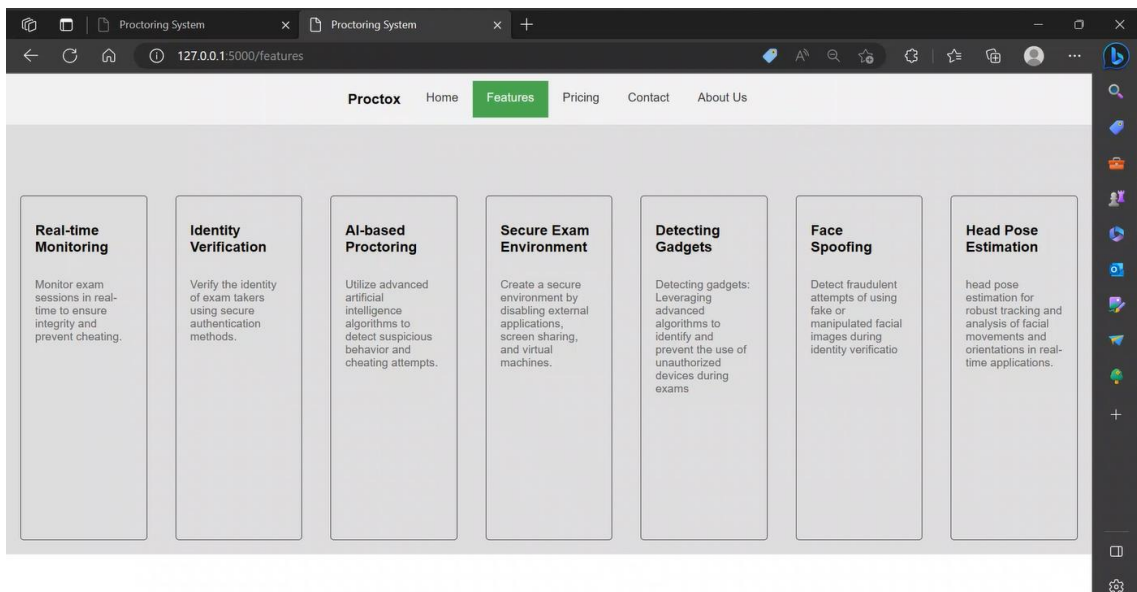 Proctoring System
Proctoring System
127.0.0.1:5000/features
Proctox Home Features Pricing Contact About Us
Real-time
Monitoring
Monitor exam
sessions in real-
time to ensure
integrity and
prevent cheating.
Identity
Verification
Verify the identity
of exam takers
using secure
authentication
methods.
AI-based
Proctoring
Utilize advanced
artificial
intelligence
algorithms to
detect suspicious
behavior and
cheating attempts.
Secure Exam
Environment
Create a secure
environment by
disabling external
applications,
screen sharing,
and virtual
machines.
Detecting
Gadgets
Detecting gadgets:
Leveraging
advanced
algorithms to
identify and
prevent the use of
unauthorized
devices during
exams
Face
Spoofing
Detect fraudulent
attempts of using
fake or
manipulated facial
images during
identity verificatio
Head Pose
Estimation
head pose
estimation for
robust tracking and
analysis of facial
movements and
orientations in real-
time applications.